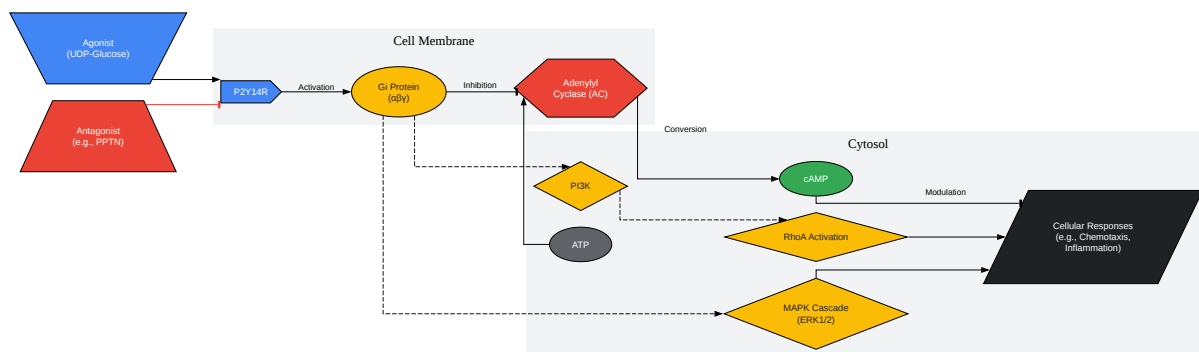 Agonist
(UDP-Glucose)
Cell Membrane
Adenylyl
Cyclase (AC)
P2Y14R
Activation
Gi Protein
(αβγ)
Inhibition
Antagonist
(e.g., PPTN)
Conversion
Cytosol
PI3K
cAMP
Modulation
ATP
RhoA Activation
Cellular Responses
(e.g., Chemotaxis,
Inflammation)
MAPK Cascade
(ERK1/2)